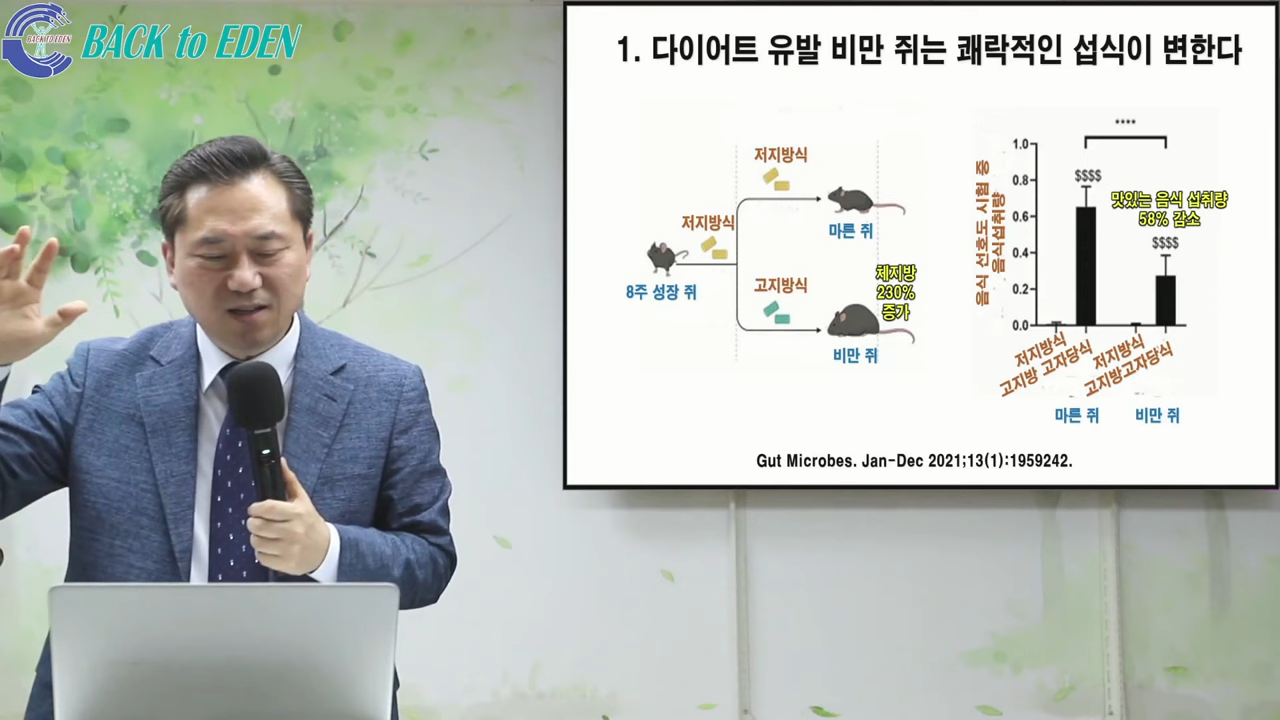 BACK TO EDEN
BACK to EDEN
1. 다이어트 유발 비만 쥐는 쾌락적인 섭식이 변한다
저지방식
저지방식
마른 쥐
8주 성장 쥐
고지방식
체지방
230%
증가
비만 쥐
****
1.0
0.8
0.6
0.4
0.2
0.0
음식 선호도 시험 중
음식섭취량
$$$$
맛있는 음식 섭취량
58% 감소
$$$$
저지방식
고지방 고자당식
저지방식
고지방고자당식
마른 쥐
비만 쥐
Gut Microbes. Jan-Dec 2021;13(1):1959242.